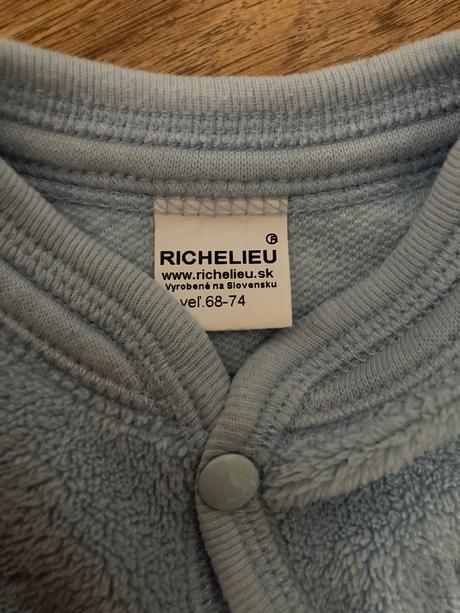 RICHELIEU ®
www.richelieu.sk
Vyrobené na Slovensku
veľ.68-74